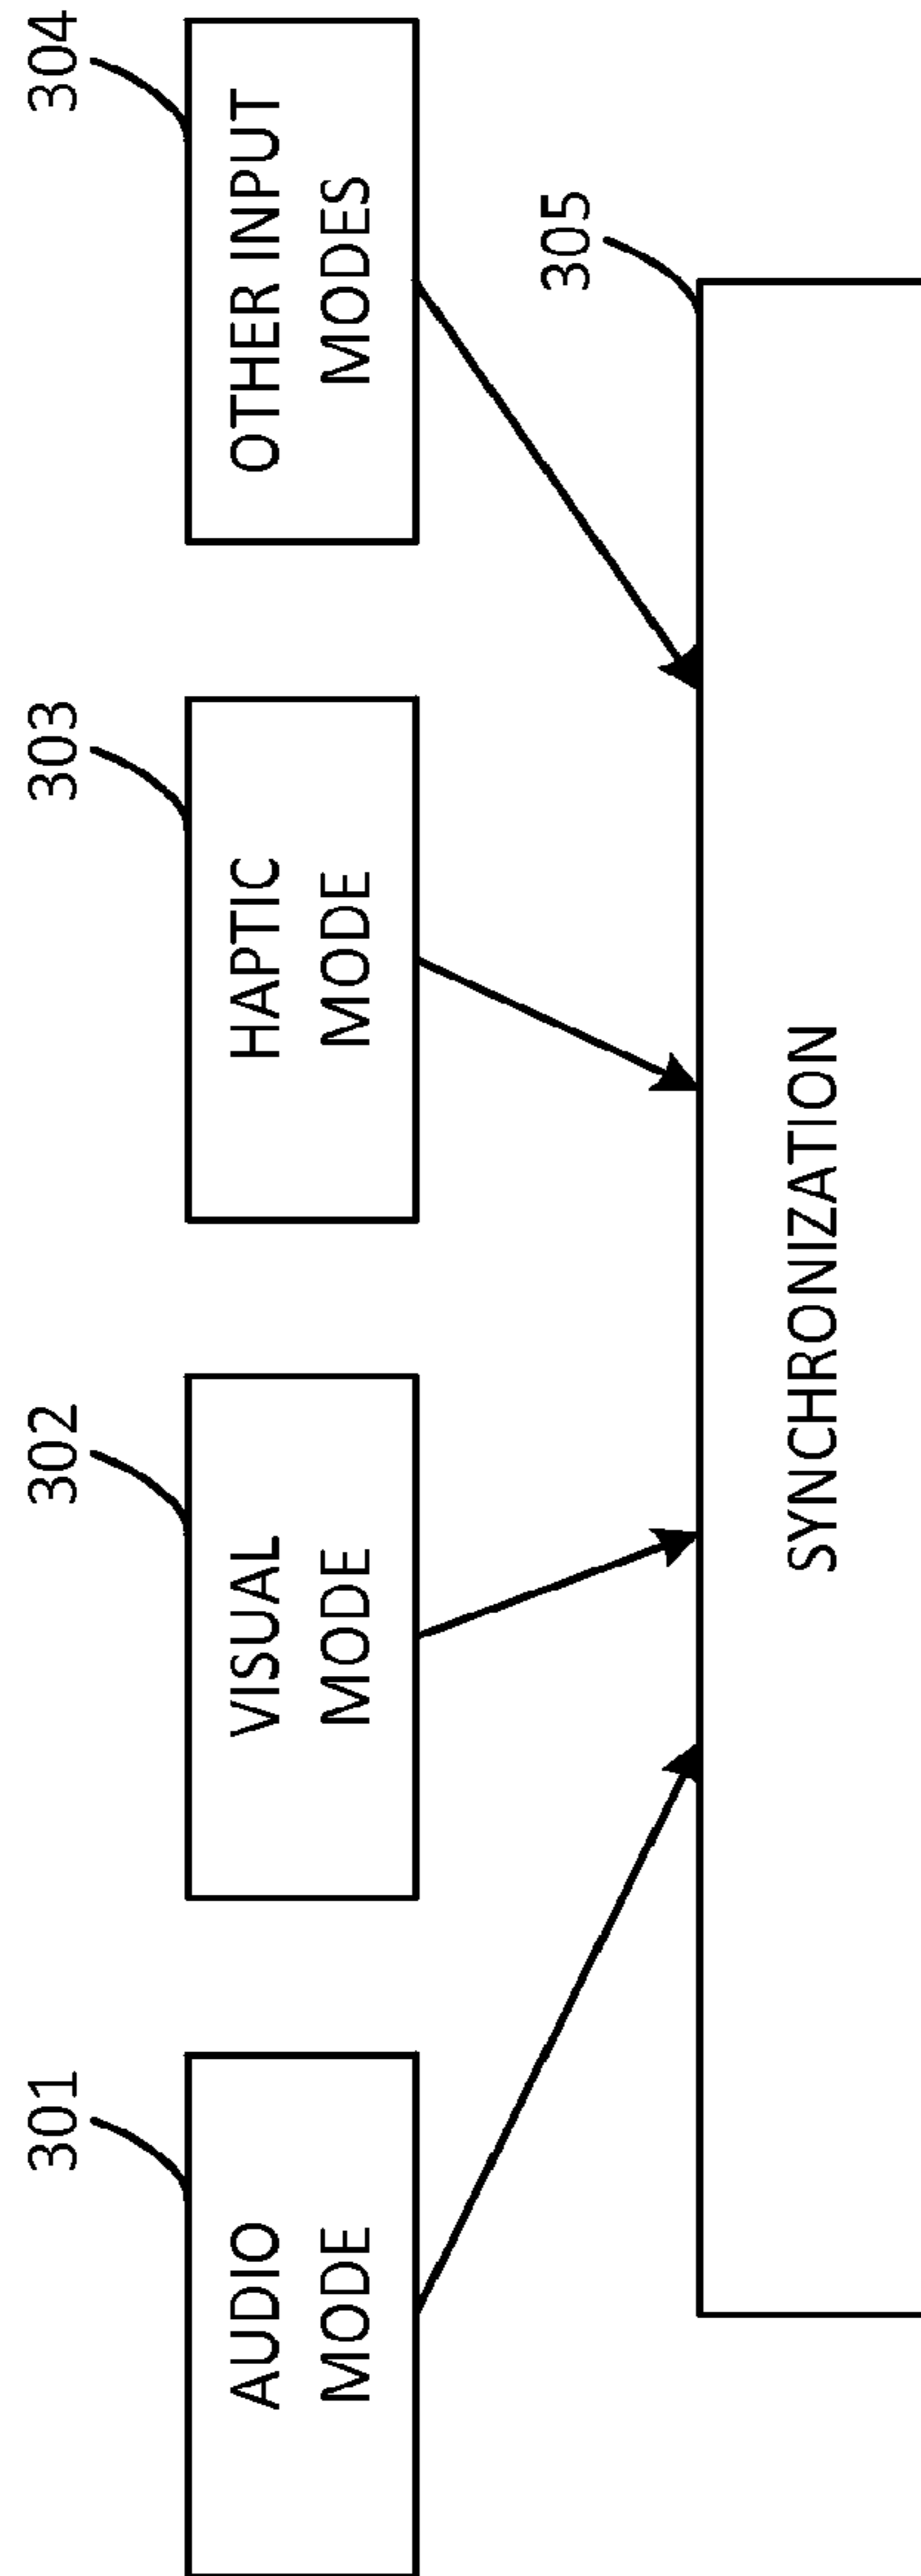 301
AUDIO
MODE
302
VISUAL
MODE
303
HAPTIC
MODE
304
OTHER INPUT
MODES
305
SYNCHRONIZATION